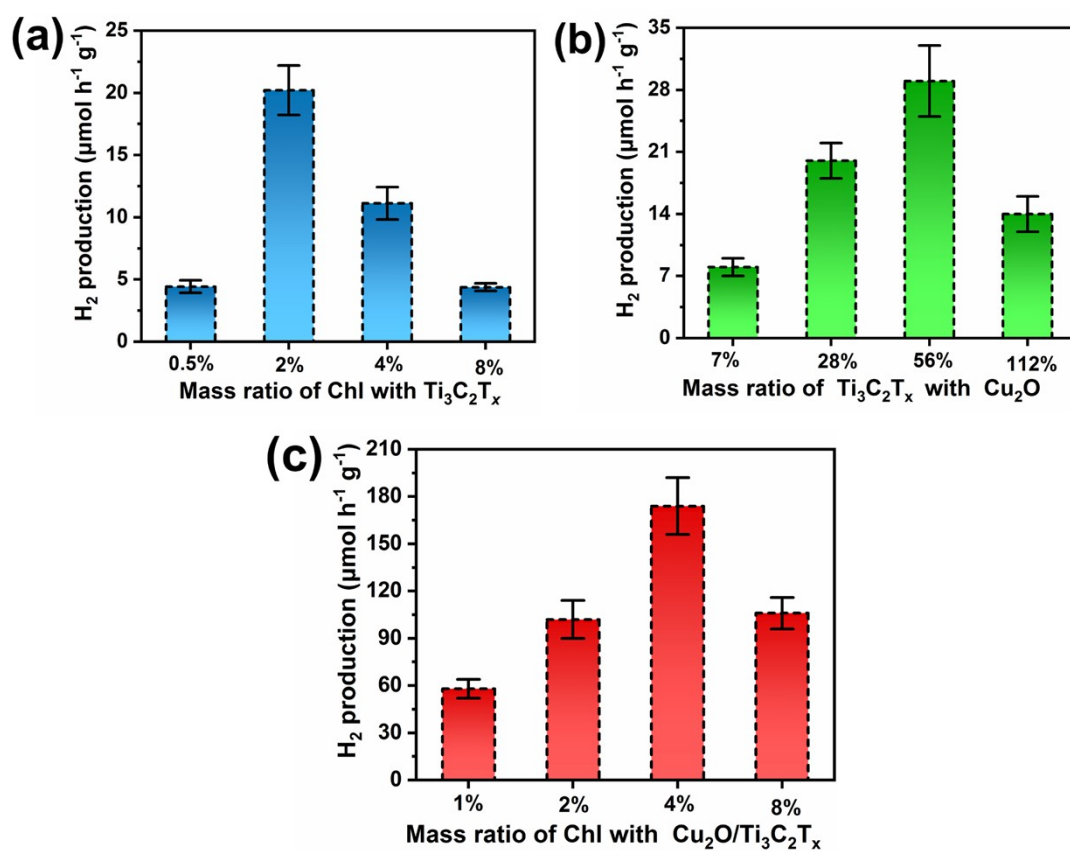 (a)
H₂ production (μmol h⁻¹ g⁻¹)
25
20
15
10
5
0
0.5% 2% 4% 8%
Mass ratio of Chl with Ti₃C₂Tₓ
(b)
H₂ production (μmol h⁻¹ g⁻¹)
35
28
21
14
7
0
7% 28% 56% 112%
Mass ratio of Ti₃C₂Tₓ with Cu₂O
(c)
H₂ production (μmol h⁻¹ g⁻¹)
210
180
150
120
90
60
30
0
1% 2% 4% 8%
Mass ratio of Chl with Cu₂O/Ti₃C₂Tₓ